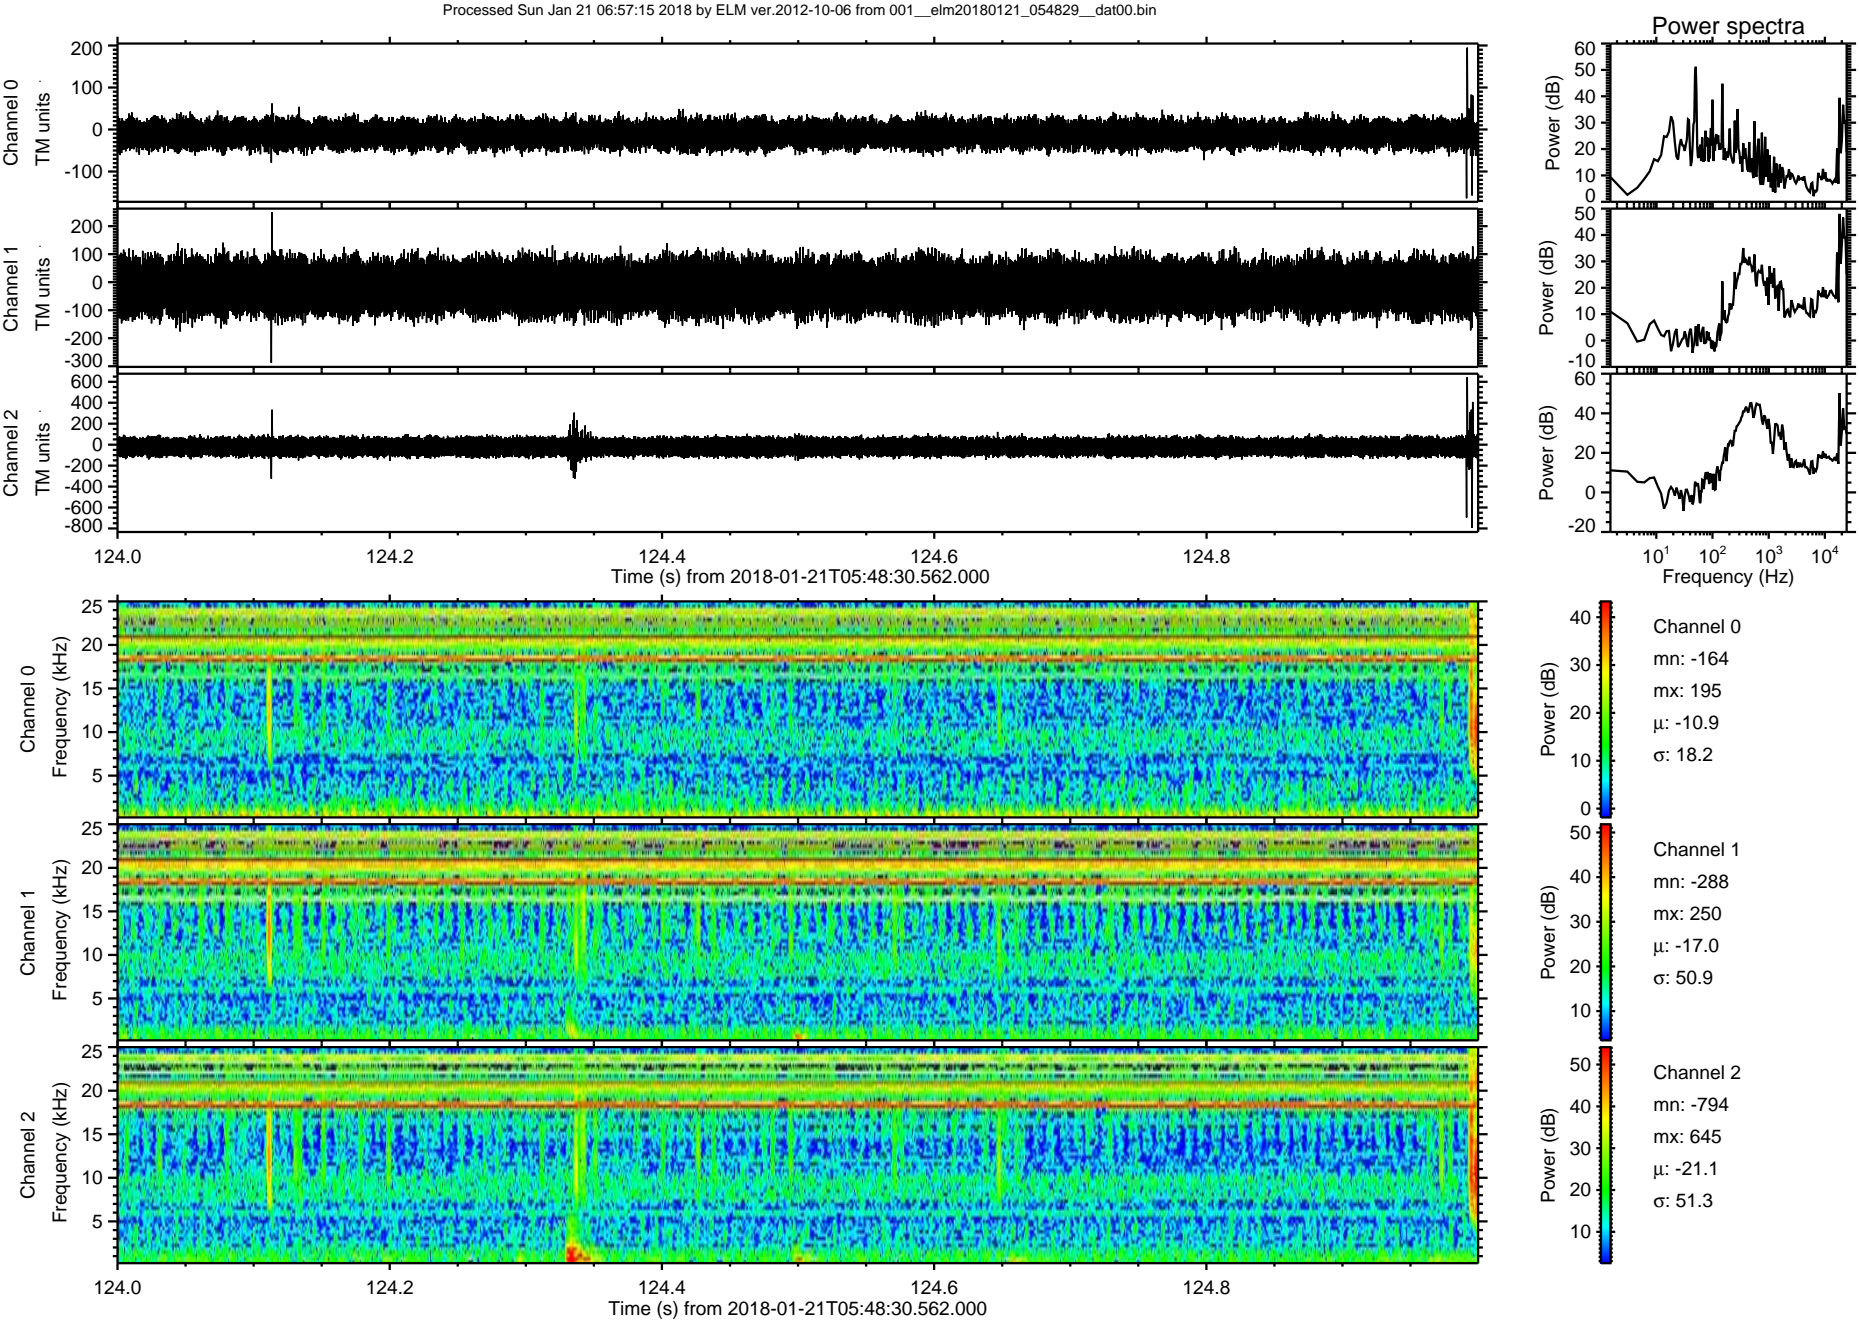 Processed Sun Jan 21 06:57:15 2018 by ELM ver.2012-10-06 from 001__elm20180121_054829__dat00.bin
Power spectra
Channel 0
TM units
200
100
0
-100
Power (dB)
60
50
40
30
20
10
0
Channel 1
TM units
200
100
0
-100
-200
-300
Power (dB)
50
40
30
20
10
0
-10
Channel 2
TM units
600
400
200
0
-200
-400
-600
-800
Power (dB)
60
40
20
0
-20
124.0 124.2 124.4 124.6 124.8
Time (s) from 2018-01-21T05:48:30.562.000
10^1 10^2 10^3 10^4
Frequency (Hz)
Channel 0
Frequency (kHz)
25
20
15
10
5
Power (dB)
40
30
20
10
0
Channel 0
mn: -164
mx: 195
μ: -10.9
σ: 18.2
Channel 1
Frequency (kHz)
25
20
15
10
5
Power (dB)
50
40
30
20
10
Channel 1
mn: -288
mx: 250
μ: -17.0
σ: 50.9
Channel 2
Frequency (kHz)
25
20
15
10
5
Power (dB)
50
40
30
20
10
Channel 2
mn: -794
mx: 645
μ: -21.1
σ: 51.3
124.0 124.2 124.4 124.6 124.8
Time (s) from 2018-01-21T05:48:30.562.000